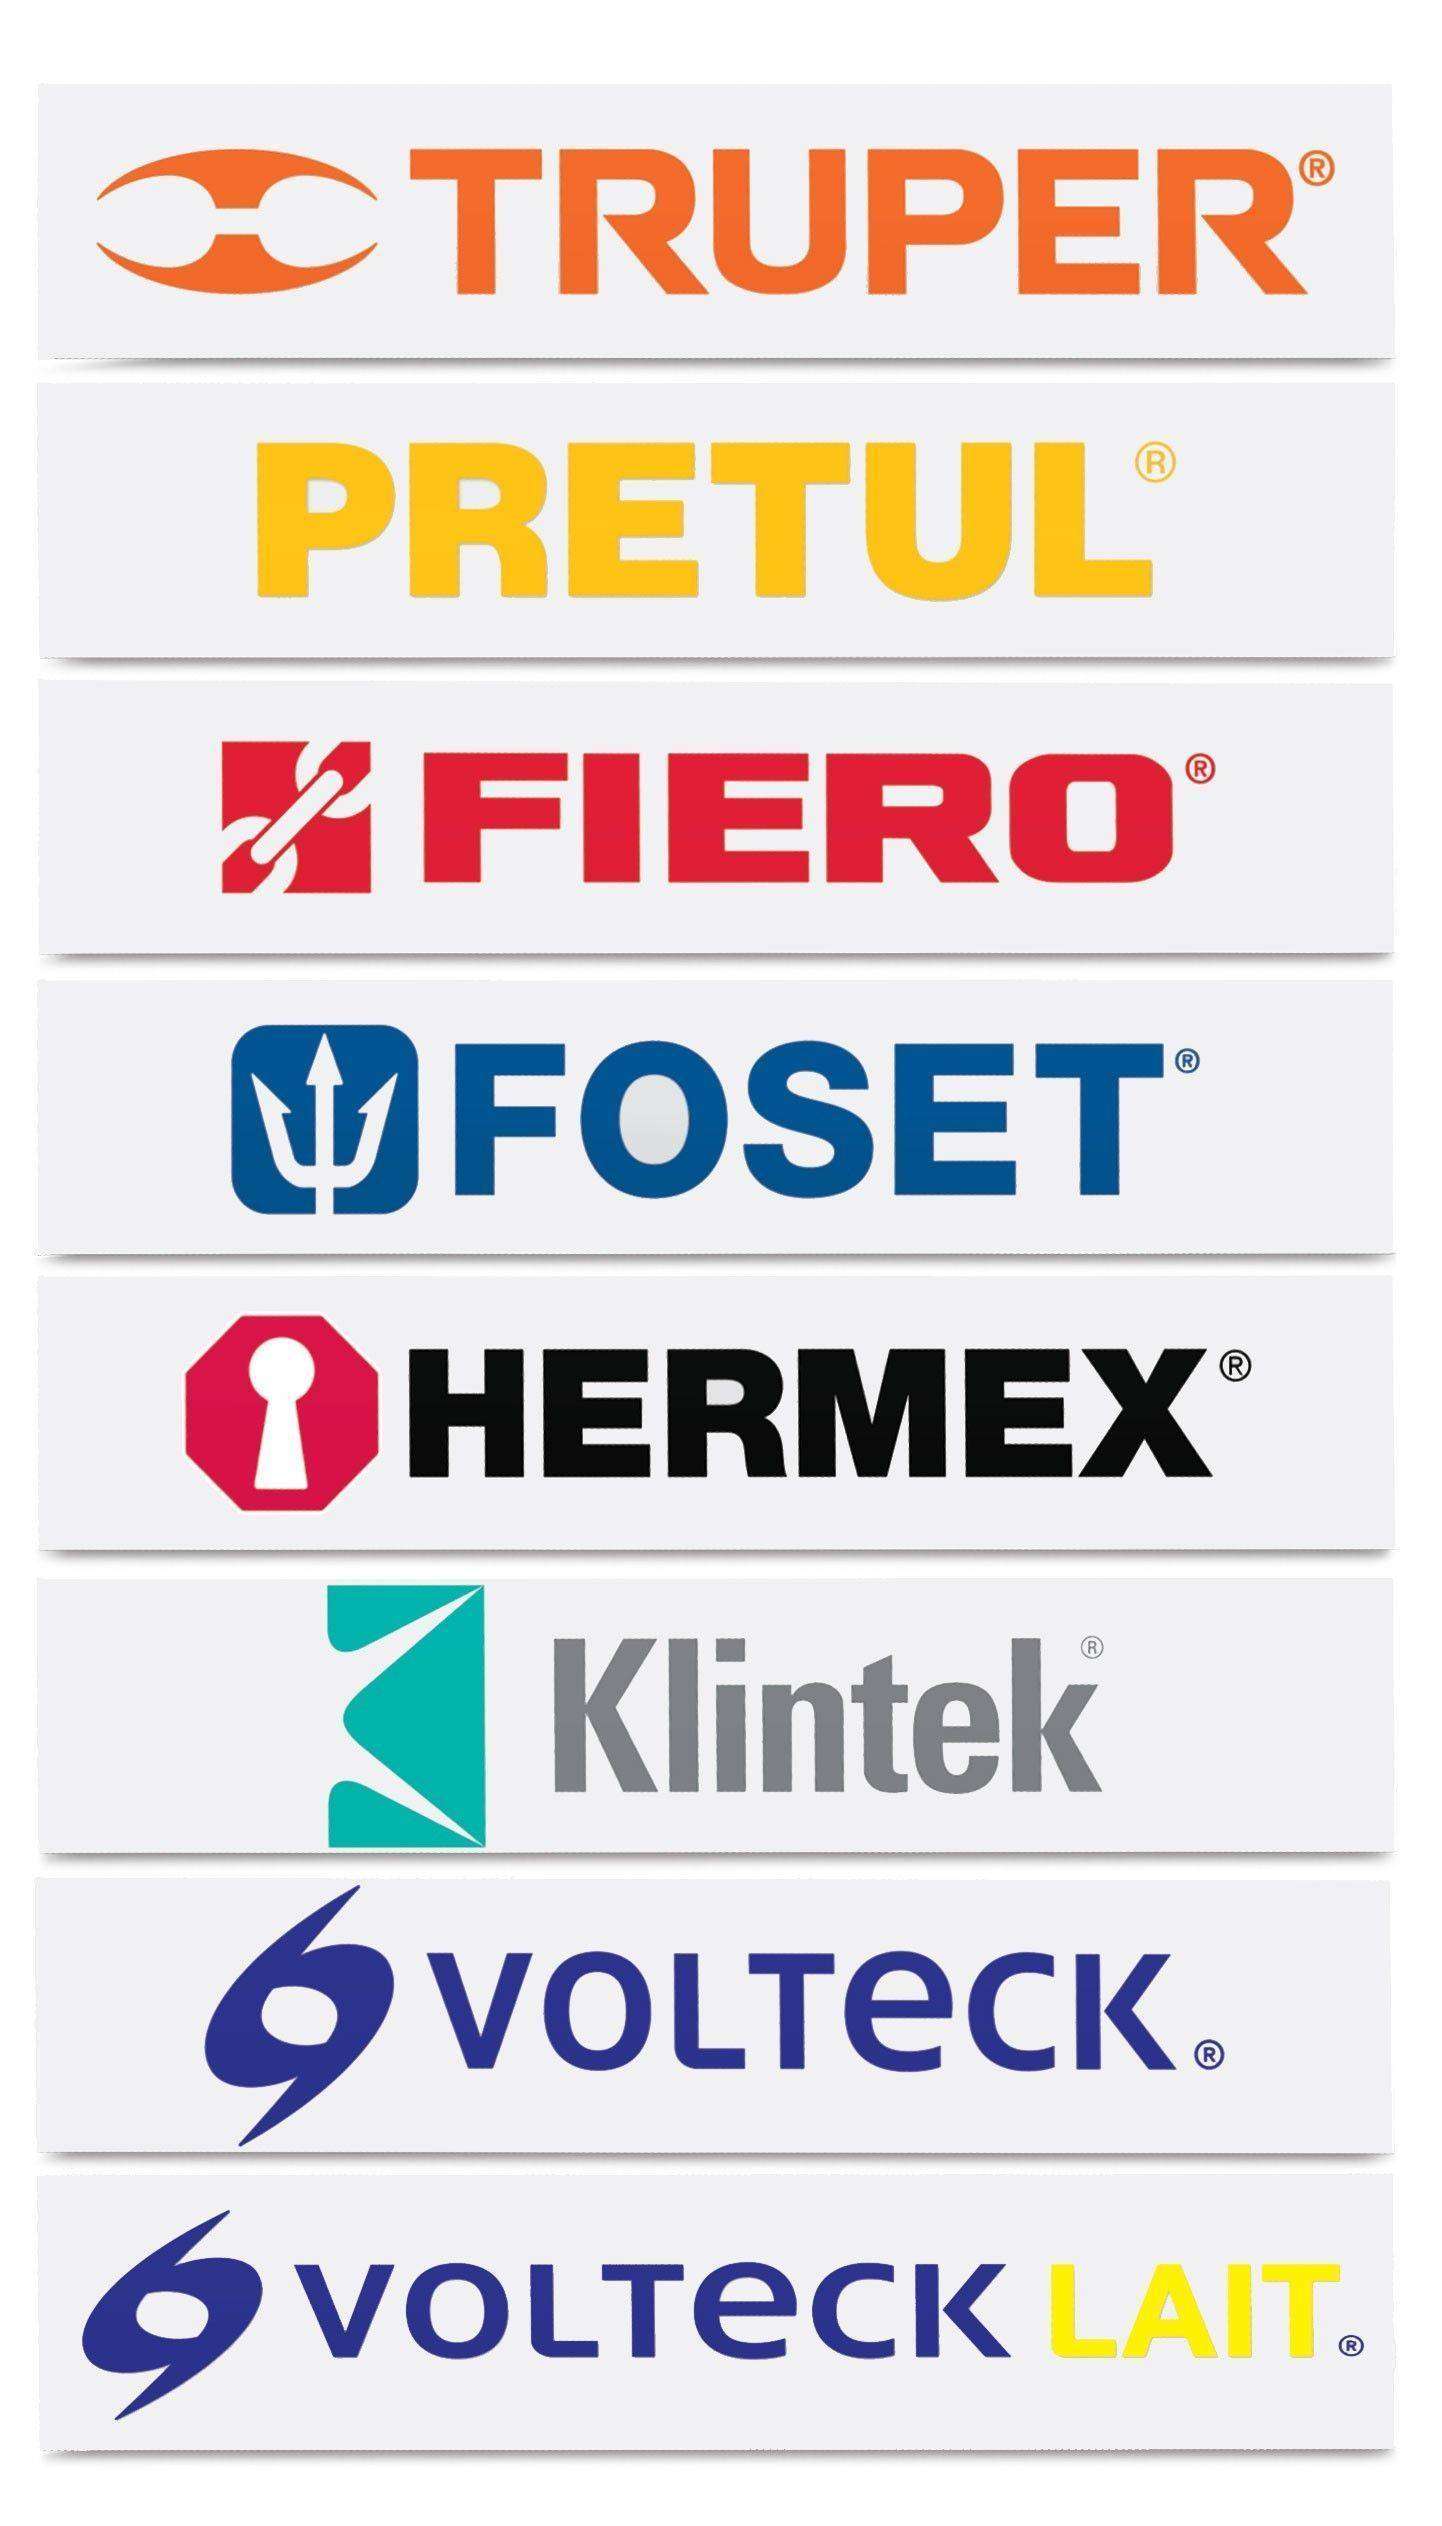 TRUPER®
PRETUL®
FIERO®
FOSET®
HERMEX®
Klintek®
VOLTeCK®
VOLTeCK LAIT®